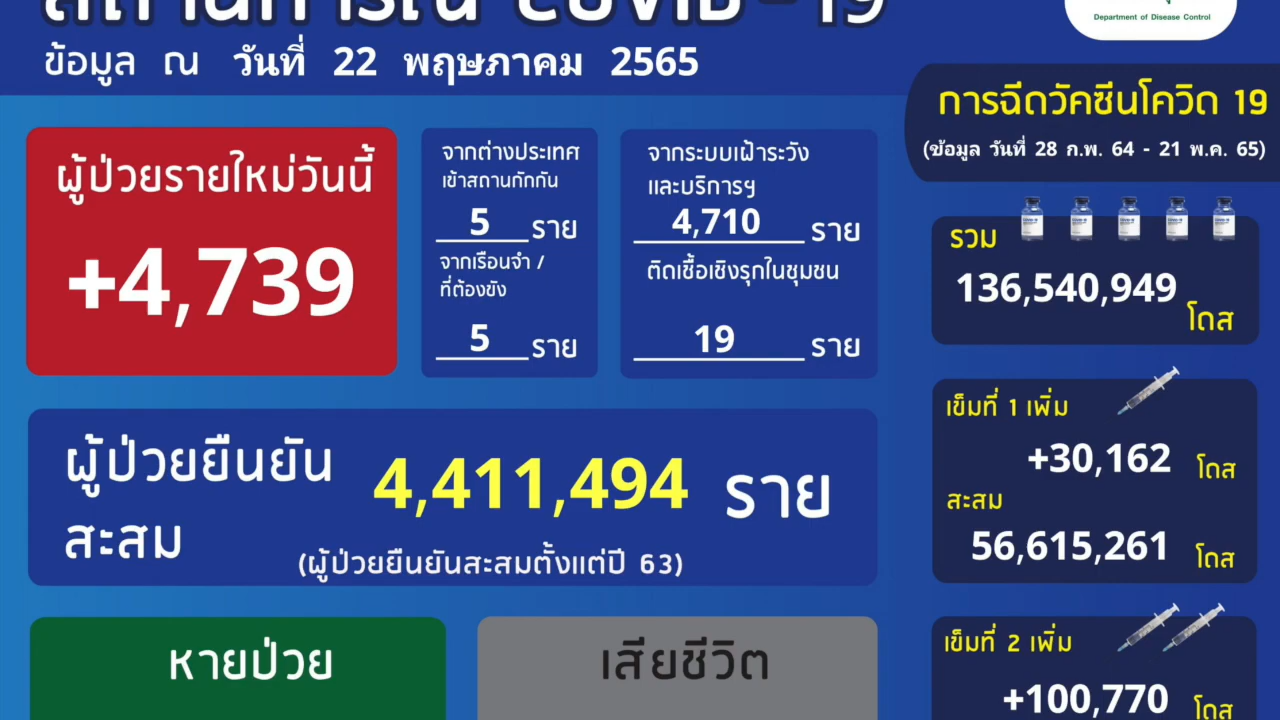 สถานการณ์ COVID-19
Department of Disease Control
ข้อมูล ณ วันที่ 22 พฤษภาคม 2565
ผู้ป่วยรายใหม่วันนี้
+4,739
จากต่างประเทศ
เข้าสถานกักกัน
5 ราย
จากเรือนจำ /
ที่ต้องขัง
5 ราย
จากระบบเฝ้าระวัง
และบริการฯ
4,710 ราย
ติดเชื้อเชิงรุกในชุมชน
19 ราย
ผู้ป่วยยืนยัน
สะสม
4,411,494 ราย
(ผู้ป่วยยืนยันสะสมตั้งแต่ปี 63)
หายป่วย
เสียชีวิต
การฉีดวัคซีนโควิด 19
(ข้อมูล วันที่ 28 ก.พ. 64 - 21 พ.ค. 65)
รวม
136,540,949
โดส
เข็มที่ 1 เพิ่ม
+30,162 โดส
สะสม
56,615,261 โดส
เข็มที่ 2 เพิ่ม
+100,770 โดส